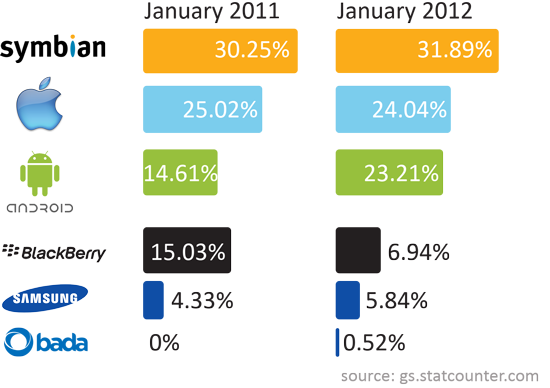 January 2011 January 2012
symbian 30.25% 31.89%
25.02% 24.04%
14.61% 23.21%
ANDROID
BlackBerry 15.03% 6.94%
SAMSUNG 4.33% 5.84%
bada 0% 0.52%
source: gs.statcounter.com